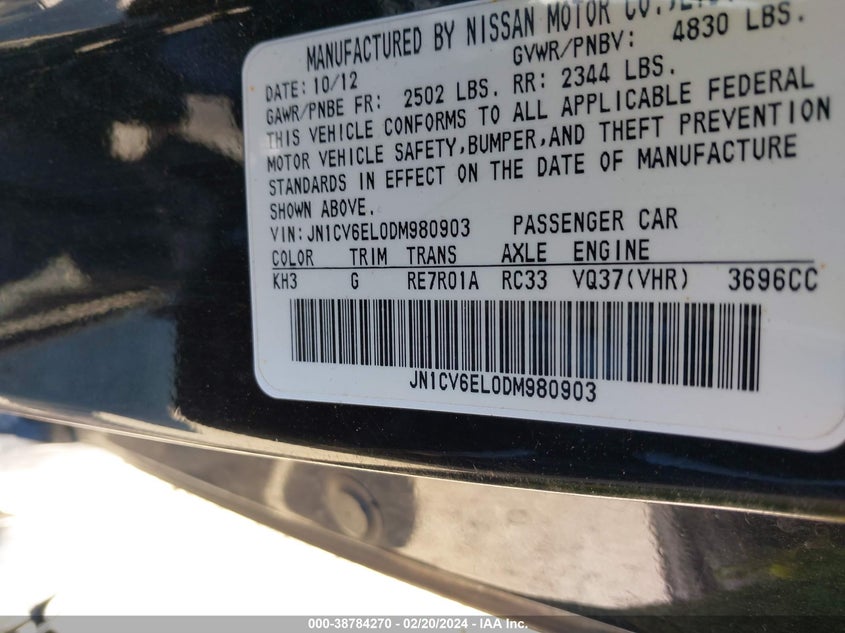 MANUFACTURED BY NISSAN MOTOR CO.
GVWR/PNBV: 4830 LBS.
DATE: 10/12
GAWR/PNBE FR: 2502 LBS. RR: 2344 LBS.
THIS VEHICLE CONFORMS TO ALL APPLICABLE FEDERAL
MOTOR VEHICLE SAFETY, BUMPER, AND THEFT PREVENTION
STANDARDS IN EFFECT ON THE DATE OF MANUFACTURE
SHOWN ABOVE.
VIN: JN1CV6EL0DM980903 PASSENGER CAR
COLOR TRIM TRANS AXLE ENGINE
KH3 G RE7R01A RC33 VQ37(VHR) 3696CC
JN1CV6EL0DM980903
000-38784270 - 02/20/2024 - IAA Inc.